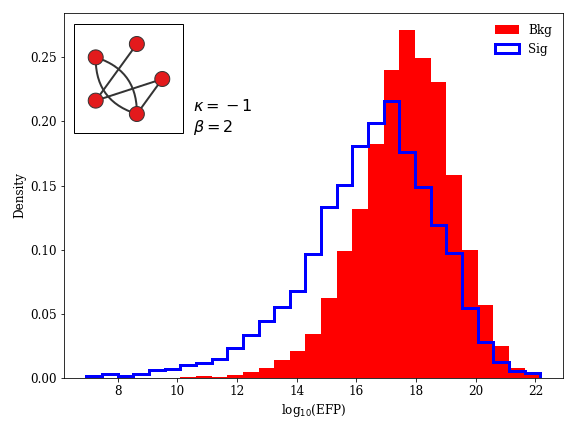 Bkg
Sig
κ = −1
β = 2
0.25
0.20
0.15
0.10
0.05
0.00
Density
8 10 12 14 16 18 20 22
log₁₀(EFP)